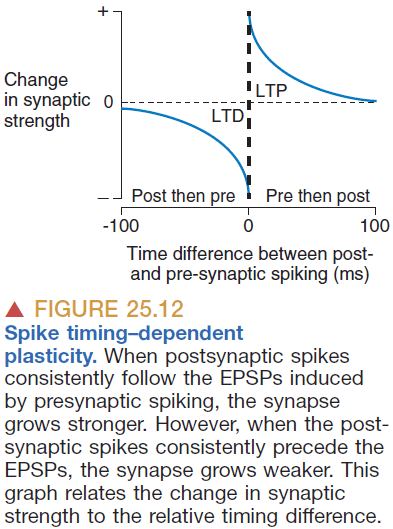 +
Change
in synaptic 0
strength
LTP
LTD
–
Post then pre Pre then post
-100 0 100
Time difference between post-
and pre-synaptic spiking (ms)
▲ FIGURE 25.12
Spike timing–dependent
plasticity. When postsynaptic spikes
consistently follow the EPSPs induced
by presynaptic spiking, the synapse
grows stronger. However, when the post-
synaptic spikes consistently precede the
EPSPs, the synapse grows weaker. This
graph relates the change in synaptic
strength to the relative timing difference.